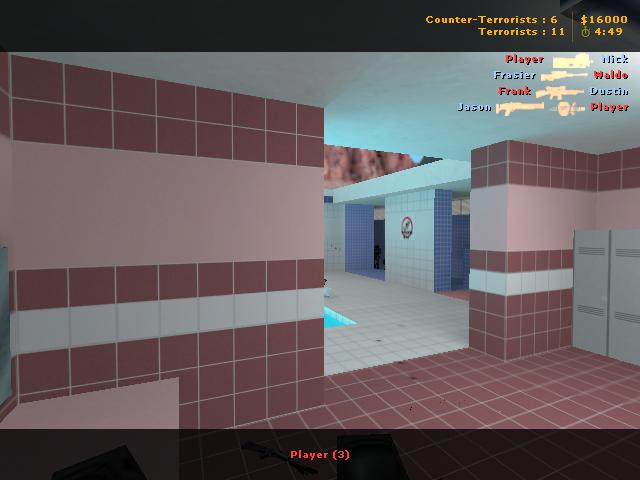 Counter-Terrorists : 6 $16000
Terrorists : 11 4:49
Player Nick
Frasier Waldo
Frank Dustin
Jason Player
Player (3)